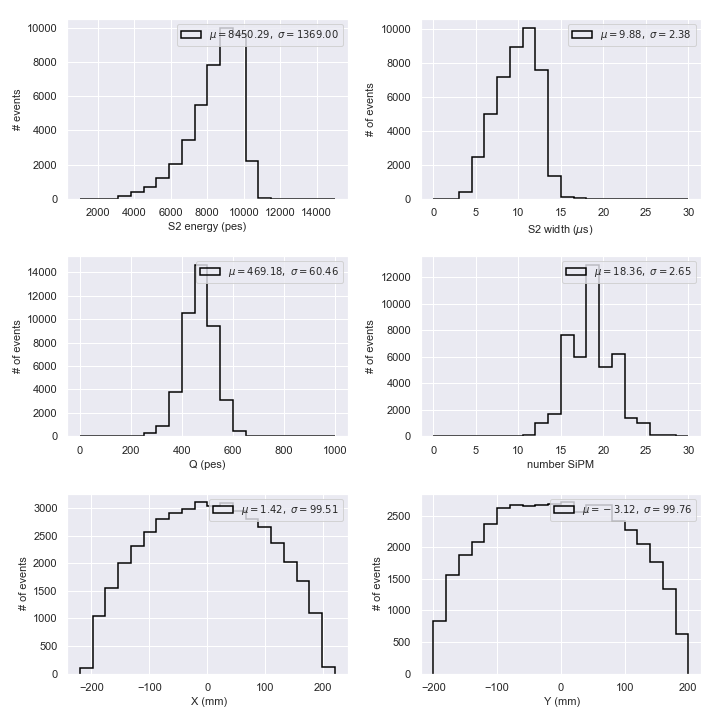 # events
10000
8000
6000
4000
2000
0
μ = 8450.29, σ = 1369.00
2000 4000 6000 8000 10000 12000 14000
S2 energy (pes)
# of events
10000
8000
6000
4000
2000
0
μ = 9.88, σ = 2.38
0 5 10 15 20 25 30
S2 width (μs)
# of events
14000
12000
10000
8000
6000
4000
2000
0
μ = 469.18, σ = 60.46
0 200 400 600 800 1000
Q (pes)
# of events
12000
10000
8000
6000
4000
2000
0
μ = 18.36, σ = 2.65
0 5 10 15 20 25 30
number SiPM
# of events
3000
2500
2000
1500
1000
500
0
μ = 1.42, σ = 99.51
−200 −100 0 100 200
X (mm)
# of events
2500
2000
1500
1000
500
0
μ = −3.12, σ = 99.76
−200 −100 0 100 200
Y (mm)